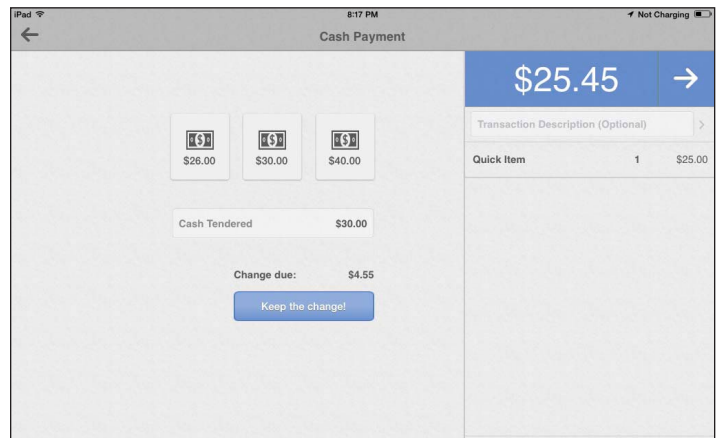 iPad 8:17 PM Not Charging
Cash Payment
$25.45
Transaction Description (Optional)
Quick Item 1 $25.00
$26.00 $30.00 $40.00
Cash Tendered $30.00
Change due: $4.55
Keep the change!